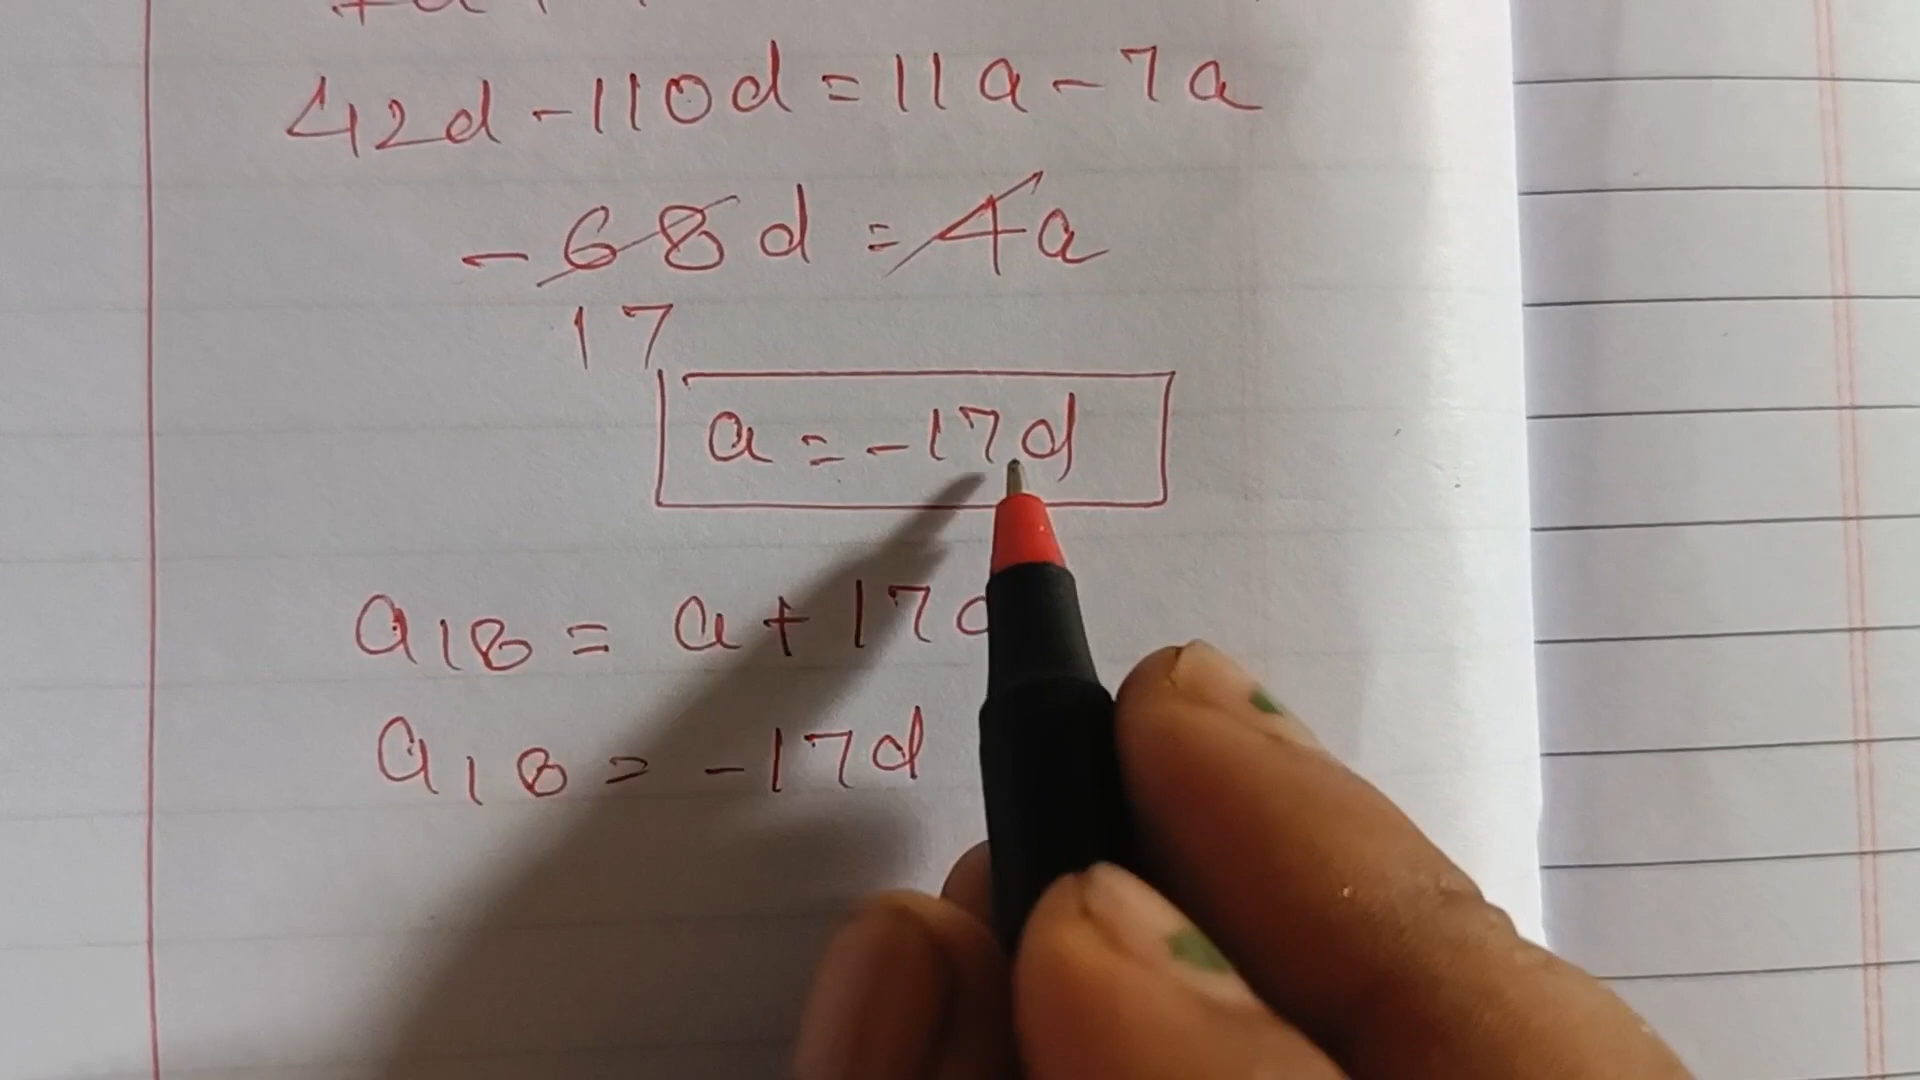 42d - 110d = 11a - 7a
- 68d = 4a
17
a = - 17d
a18 = a + 17
a18 = - 17d